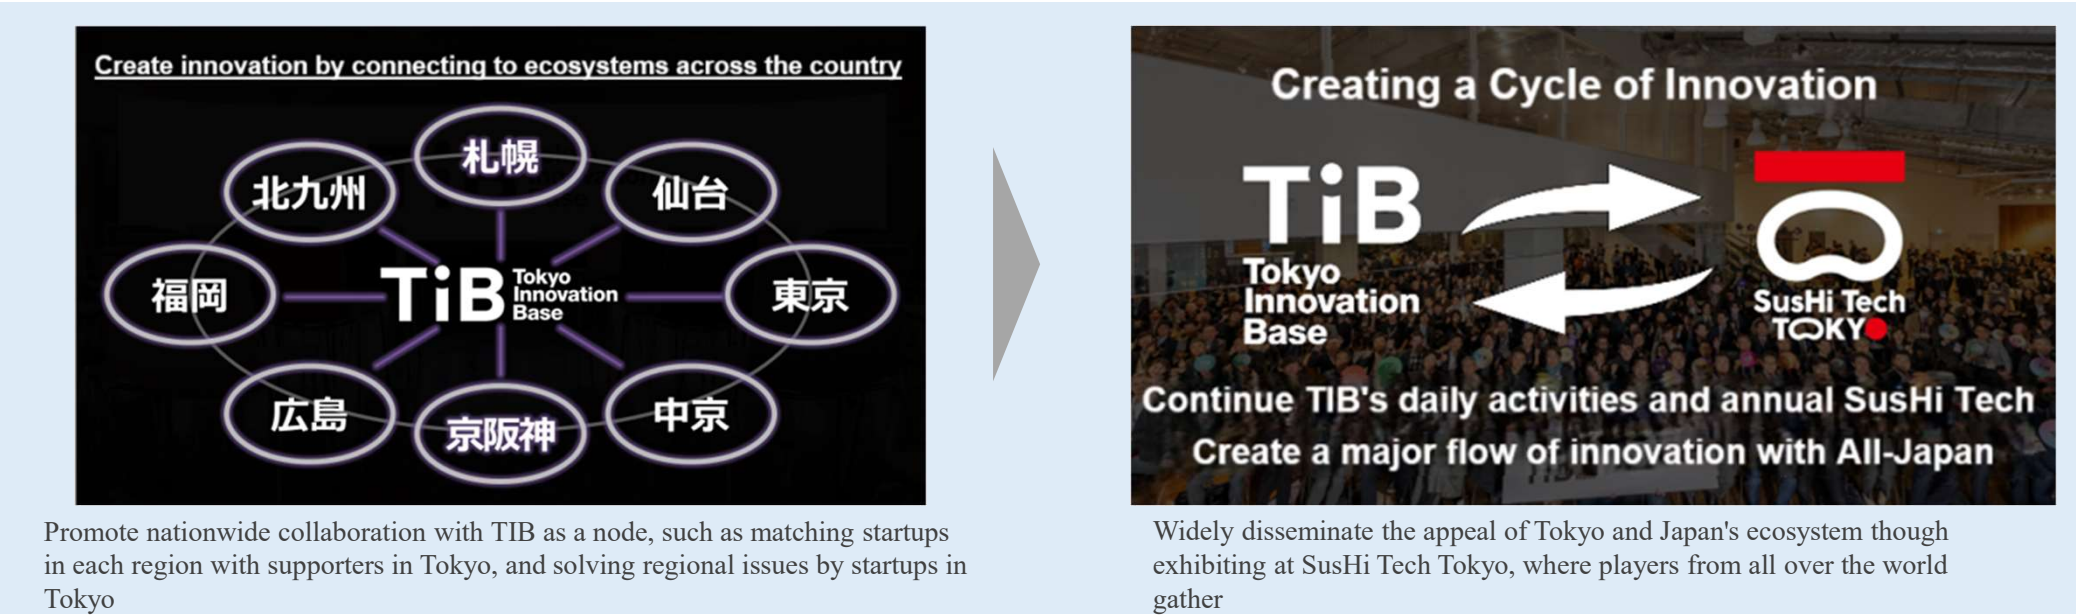 Create innovation by connecting to ecosystems across the country
札幌
北九州
仙台
福岡
TiB Tokyo
Innovation
Base
東京
広島
京阪神
中京
Promote nationwide collaboration with TIB as a node, such as matching startups
in each region with supporters in Tokyo, and solving regional issues by startups in
Tokyo
Creating a Cycle of Innovation
TiB
Tokyo
Innovation
Base
SusHi Tech
TOKYO
Continue TIB's daily activities and annual SusHi Tech
Create a major flow of innovation with All-Japan
Widely disseminate the appeal of Tokyo and Japan's ecosystem though
exhibiting at SusHi Tech Tokyo, where players from all over the world
gather